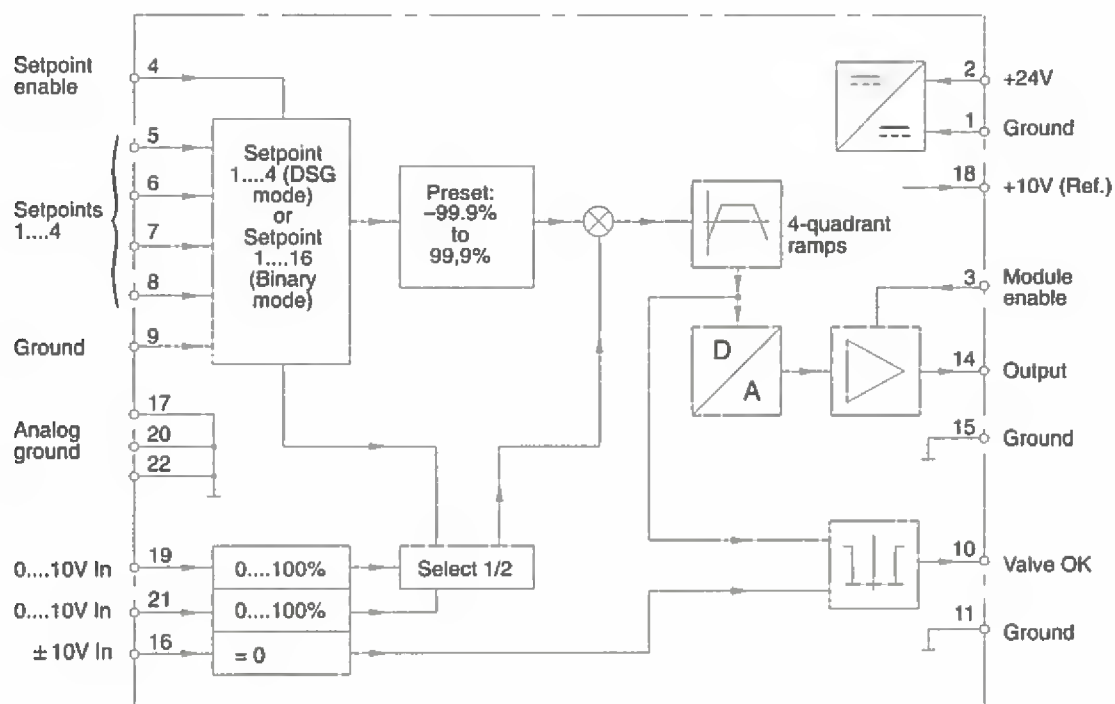 Setpoint
enable
4
5
6
7
8
Setpoints
1....4
9
Ground
17
20
22
Analog
ground
19
0....10V In
21
0....10V In
16
±10V In
Setpoint
1....4 (DSG
mode)
or
Setpoint
1....16
(Binary
mode)
Preset:
–99.9%
to
99,9%
4-quadrant
ramps
D
A
0....100%
0....100%
= 0
Select 1/2
2
+24V
1
Ground
18
+10V (Ref.)
3
Module
enable
14
Output
15
Ground
10
Valve OK
11
Ground